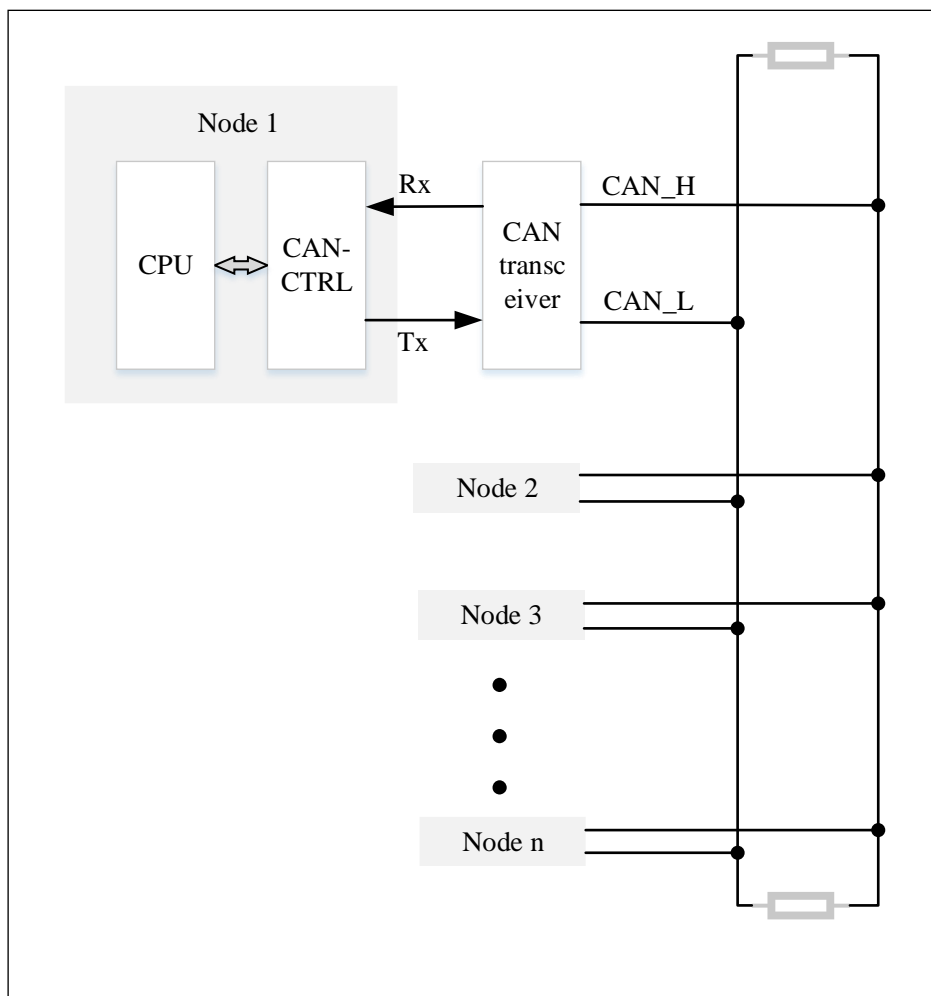 Node 1
CPU
CAN-
CTRL
Rx
Tx
CAN
transc
eiver
CAN_H
CAN_L
Node 2
Node 3
Node n